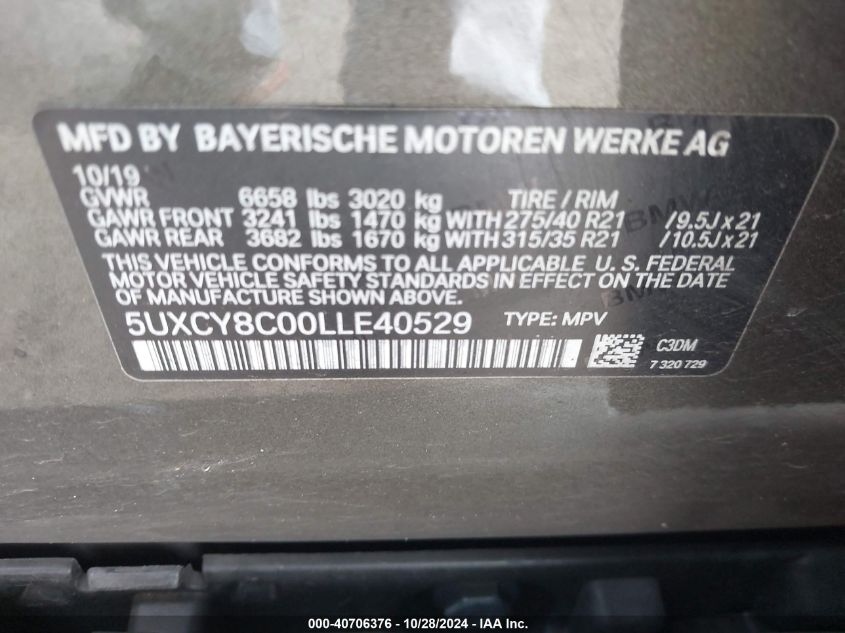 MFD BY BAYERISCHE MOTOREN WERKE AG
10/19
GVWR 6658 lbs 3020 kg TIRE / RIM
GAWR FRONT 3241 lbs 1470 kg WITH 275/40 R21 / 9.5J x 21
GAWR REAR 3682 lbs 1670 kg WITH 315/35 R21 / 10.5J x 21
THIS VEHICLE CONFORMS TO ALL APPLICABLE U. S. FEDERAL
MOTOR VEHICLE SAFETY STANDARDS IN EFFECT ON THE DATE
OF MANUFACTURE SHOWN ABOVE.
5UXCY8C00LLE40529 TYPE: MPV
C3DM
7 320 729
000-40706376 - 10/28/2024 - IAA Inc.